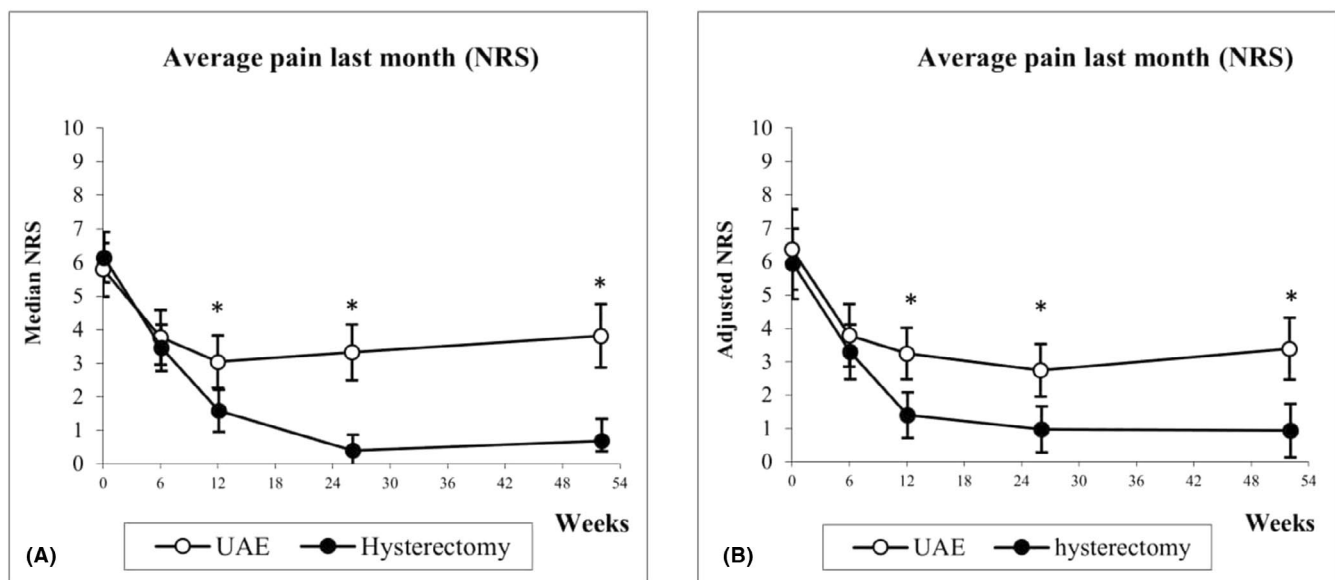 Average pain last month (NRS)
10
9
8
7
6
5
4
3
2
1
0
Median NRS
* * *
0 6 12 18 24 30 36 42 48 54
Weeks
UAE Hysterectomy
(A)
Average pain last month (NRS)
10
9
8
7
6
5
4
3
2
1
0
Adjusted NRS
* * *
0 6 12 18 24 30 36 42 48 54
Weeks
UAE hysterectomy
(B)